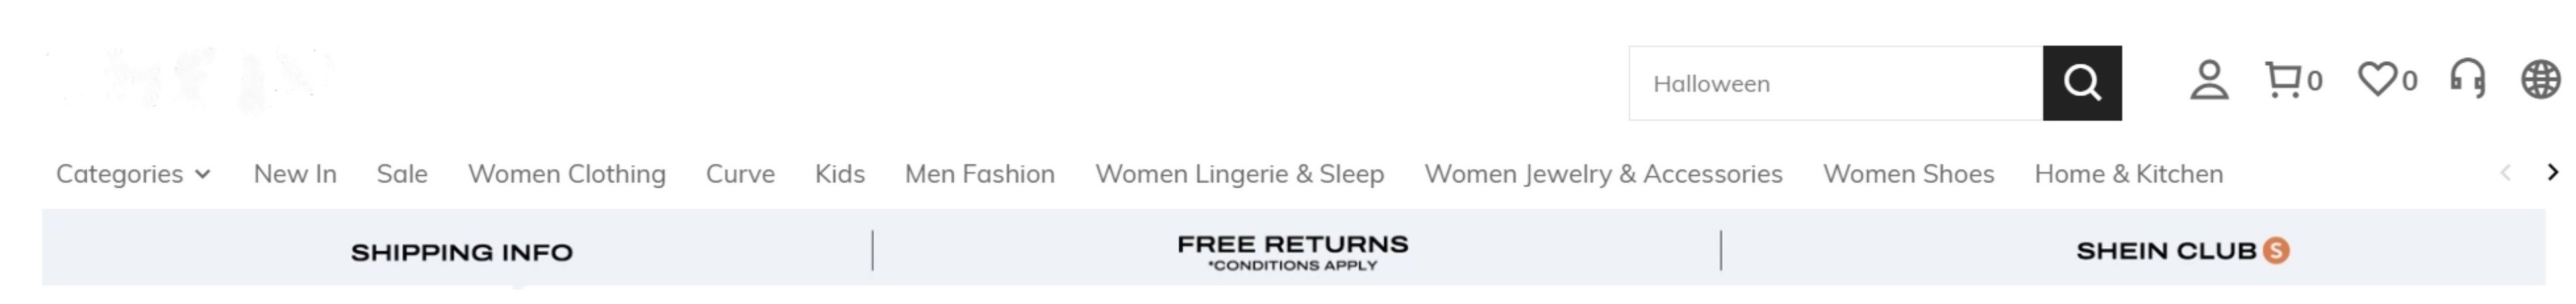 Halloween
0
0
Categories New In Sale Women Clothing Curve Kids Men Fashion Women Lingerie & Sleep Women Jewelry & Accessories Women Shoes Home & Kitchen
SHIPPING INFO
FREE RETURNS
*CONDITIONS APPLY
SHEIN CLUB S